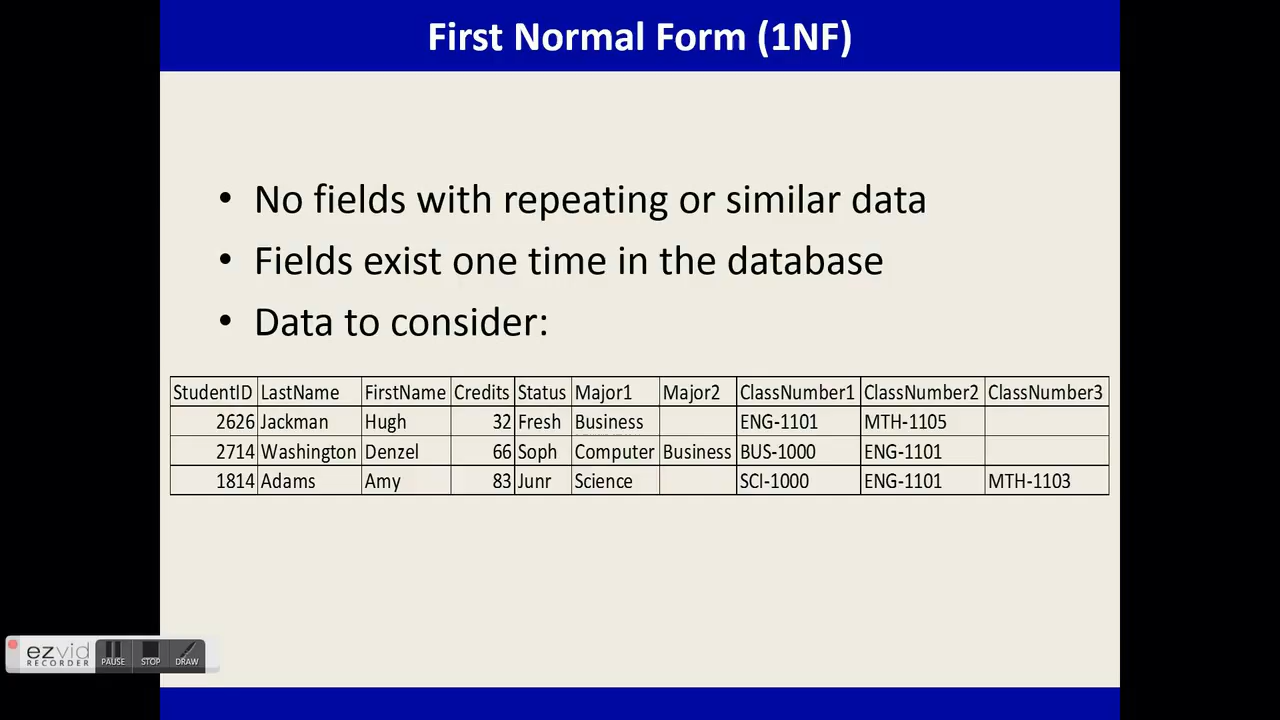 First Normal Form (1NF)
• No fields with repeating or similar data
• Fields exist one time in the database
• Data to consider:
StudentID LastName FirstName Credits Status Major1 Major2 ClassNumber1 ClassNumber2 ClassNumber3
2626 Jackman Hugh 32 Fresh Business ENG-1101 MTH-1105
2714 Washington Denzel 66 Soph Computer Business BUS-1000 ENG-1101
1814 Adams Amy 83 Junr Science SCI-1000 ENG-1101 MTH-1103
ezvid
RECORDER
PAUSE STOP DRAW